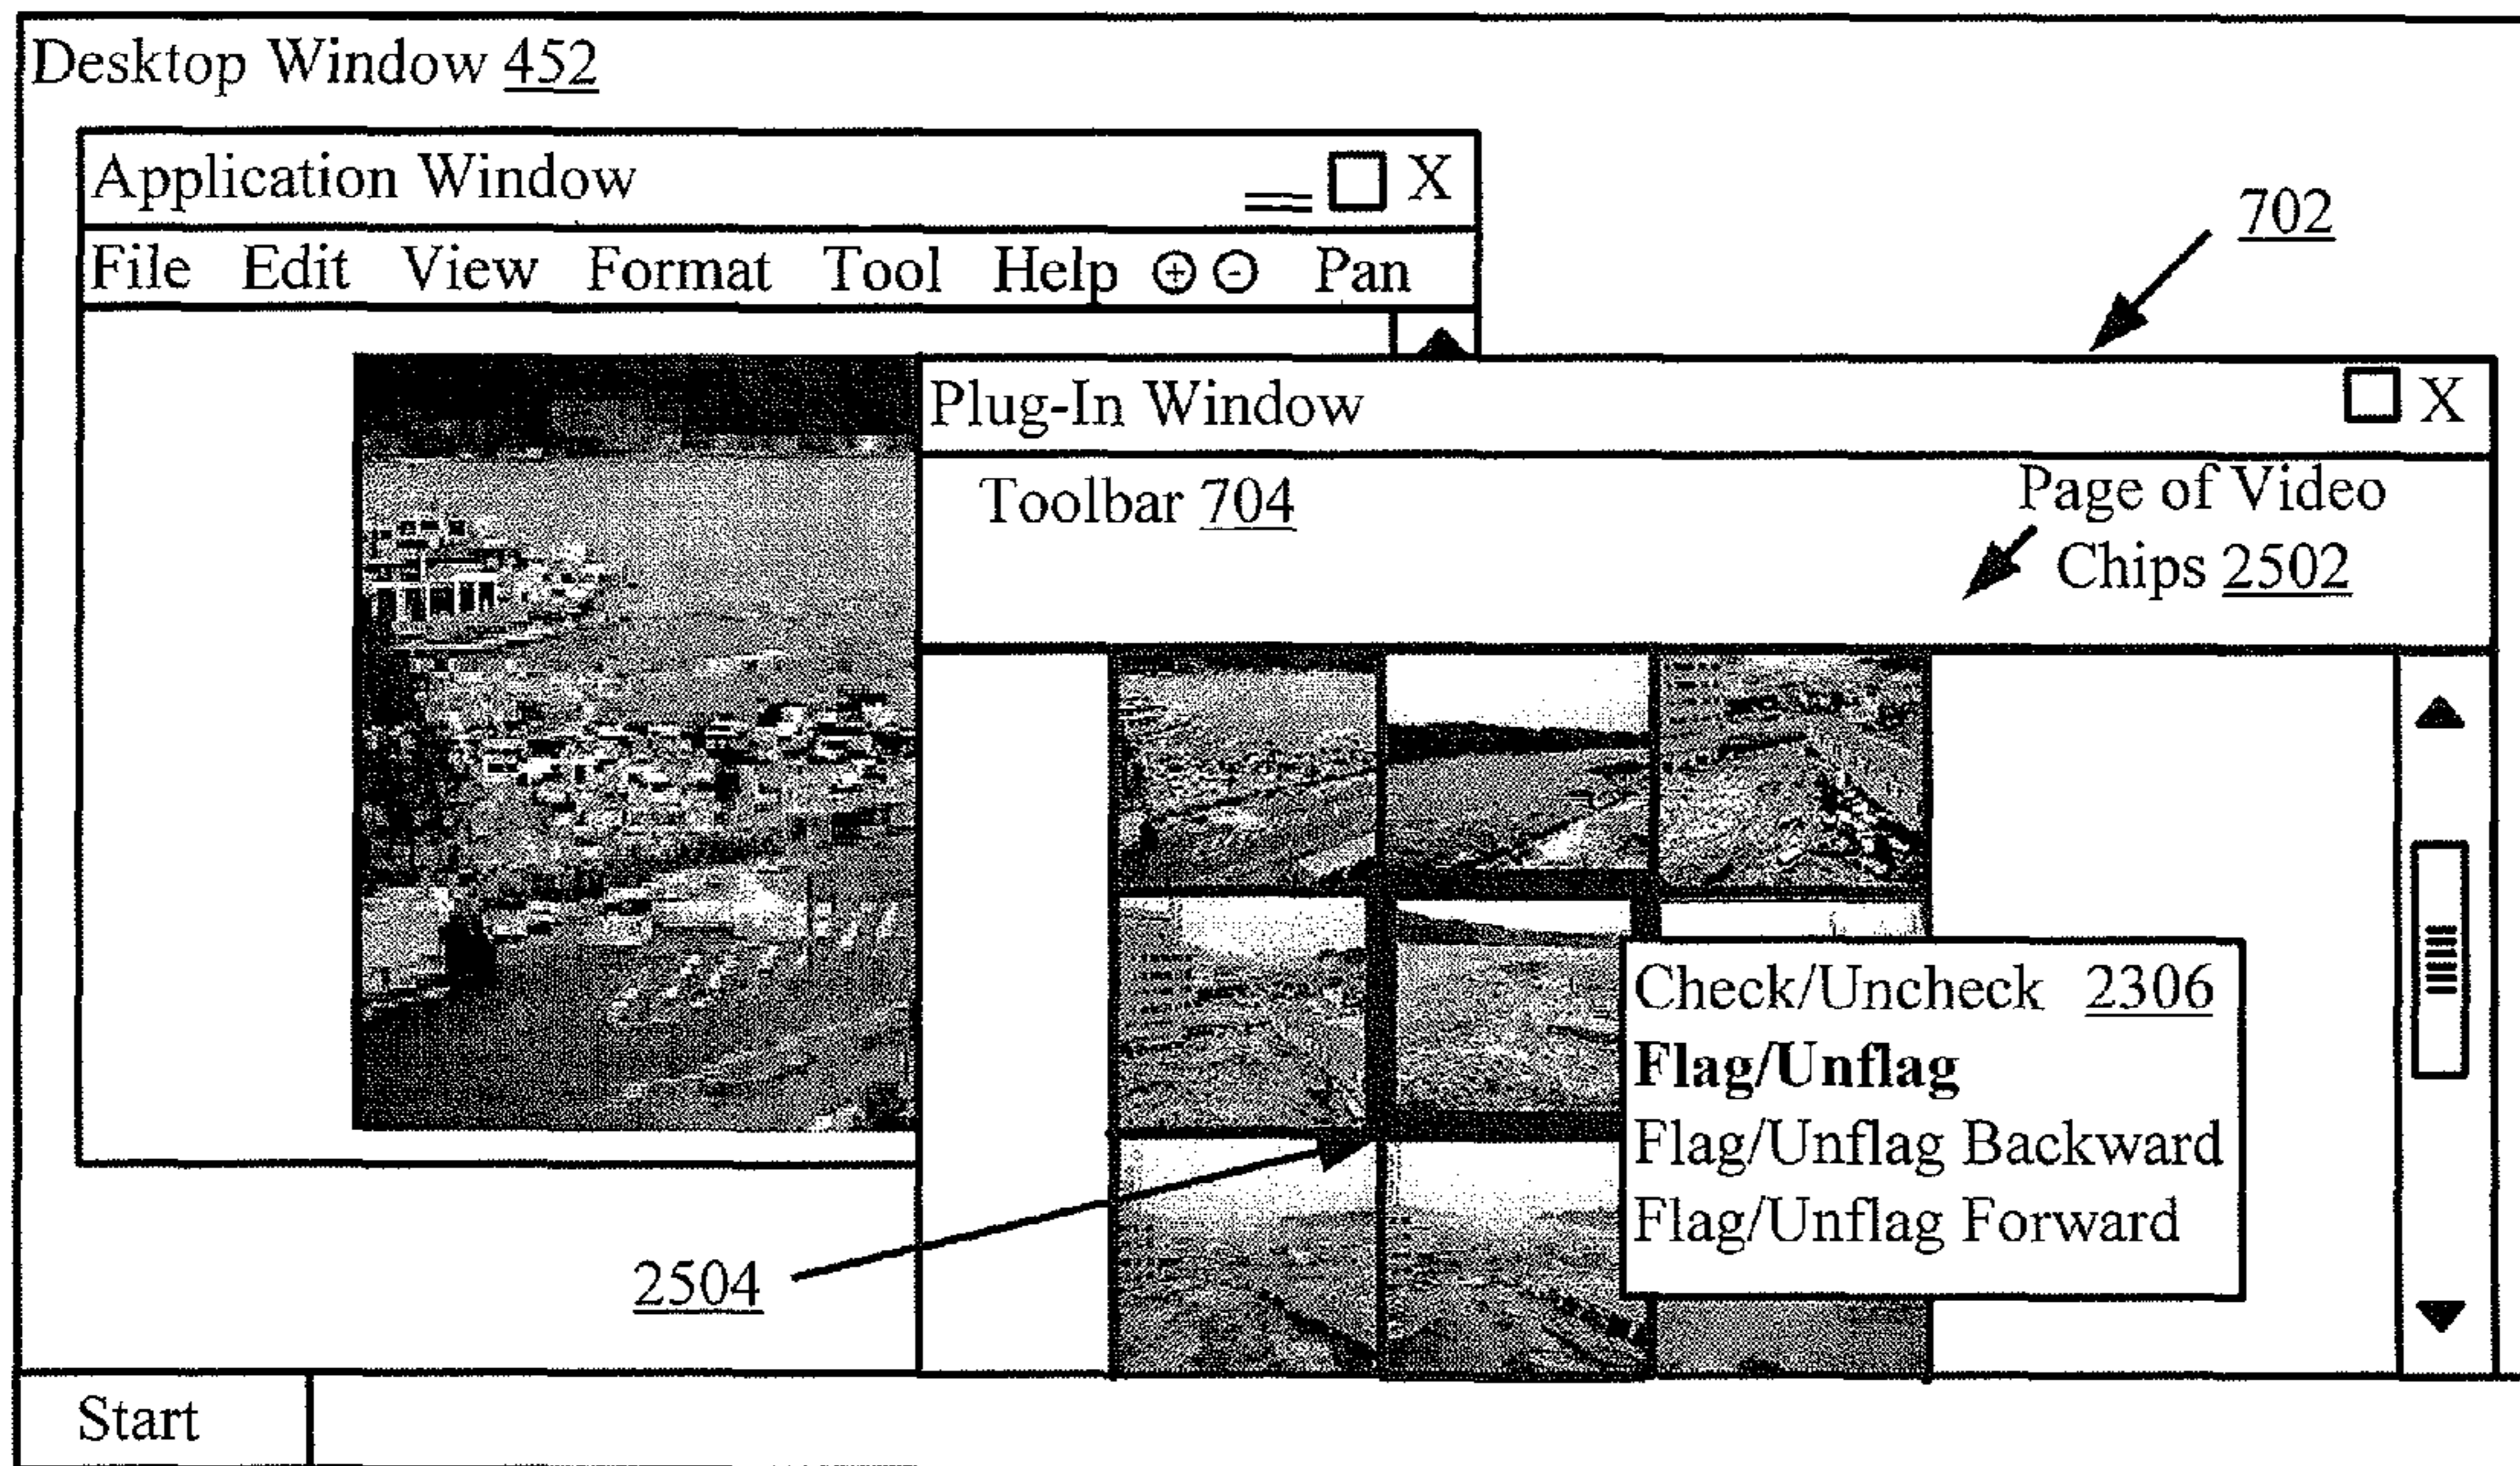 Desktop Window 452
Application Window X
File Edit View Format Tool Help + - Pan
702
Plug-In Window X
Toolbar 704
Page of Video
Chips 2502
Check/Uncheck 2306
Flag/Unflag
Flag/Unflag Backward
Flag/Unflag Forward
2504
Start